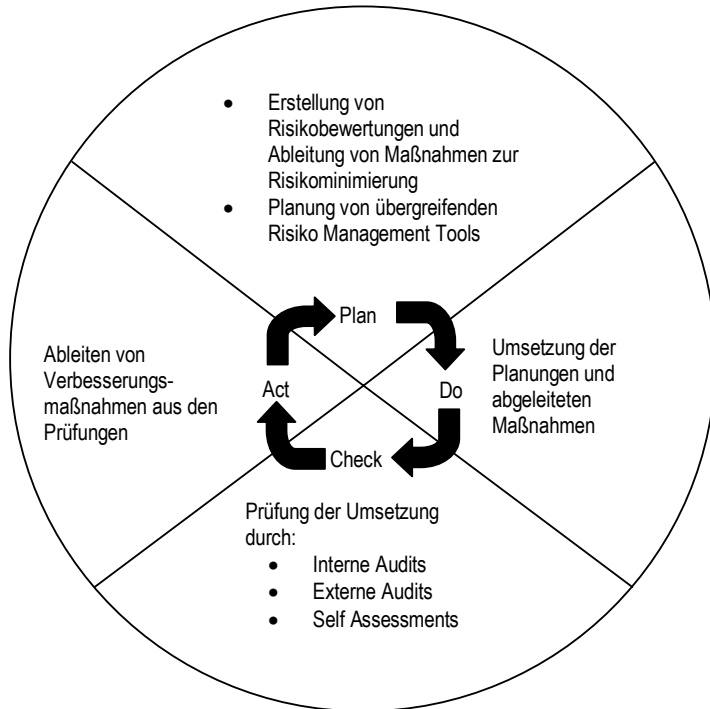 • Erstellung von
Risikobewertungen und
Ableitung von Maßnahmen zur
Risikominimierung
• Planung von übergreifenden
Risiko Management Tools
Plan
Ableiten von
Verbesserungs-
maßnahmen aus den
Prüfungen
Act
Do
Umsetzung der
Planungen und
abgeleiteten
Maßnahmen
Check
Prüfung der Umsetzung
durch:
• Interne Audits
• Externe Audits
• Self Assessments